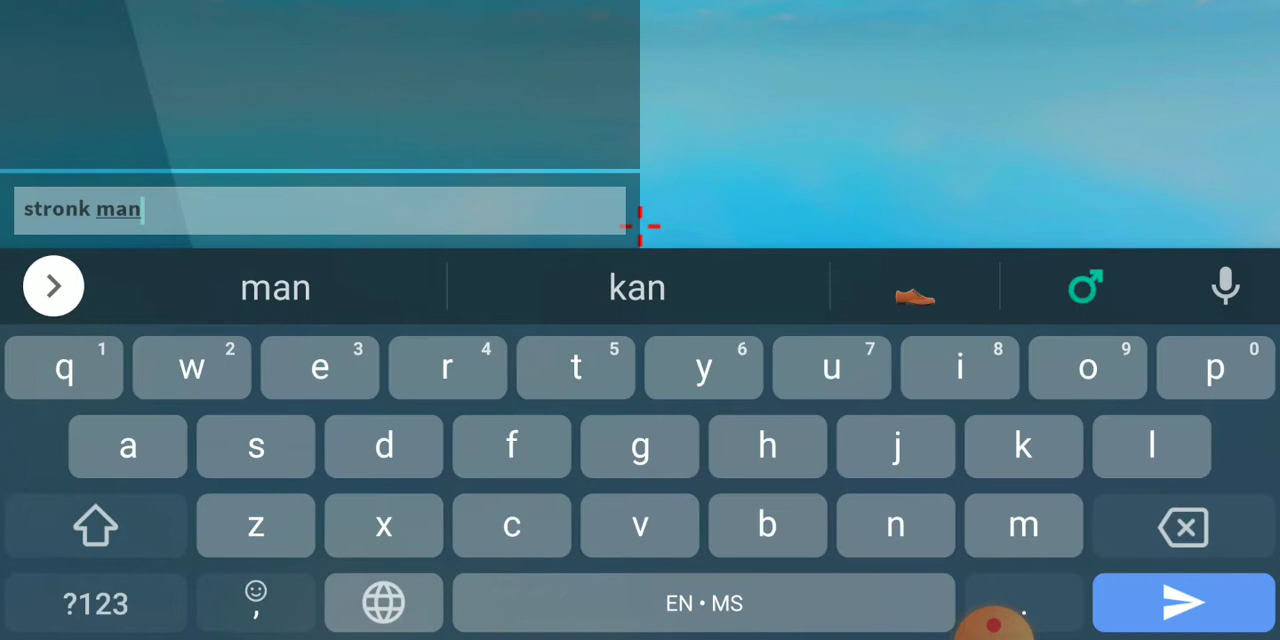 stronk man
man kan
q 1 w 2 e 3 r 4 t 5 y 6 u 7 i 8 o 9 p 0
a s d f g h j k l
z x c v b n m
?123 , EN • MS .